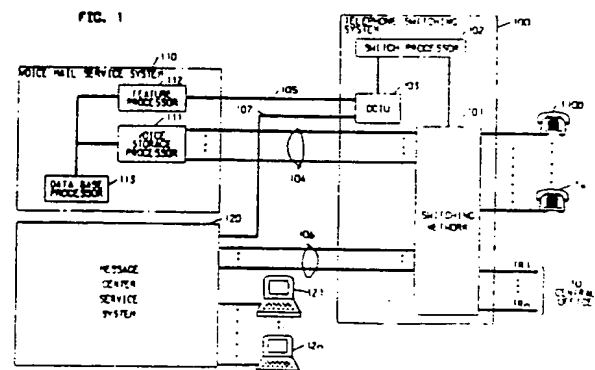 FIG. 1
TELEPHONE SWITCHING
SYSTEM
100
102
SWITCH PROCESSOR
110
VOICE MAIL SERVICE SYSTEM
112
FEATURE
PROCESSOR
105
107
103
DCIU
101
111
VOICE
STORAGE
PROCESSOR
104
113
DATA BASE
PROCESSOR
SWITCHING
NETWORK
120
106
MESSAGE
CENTER
SERVICE
SYSTEM
121
12n
TO
CENTRAL
OFFICE